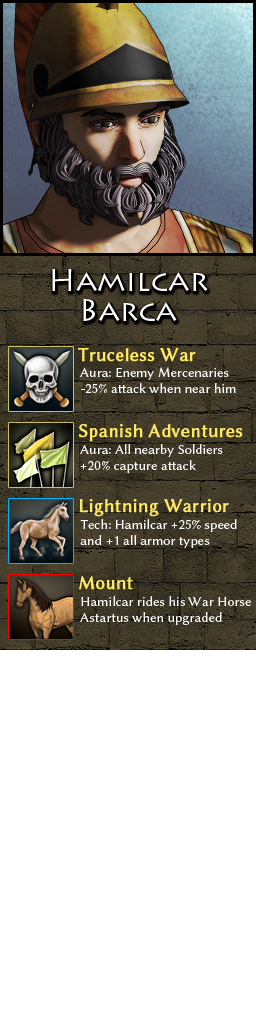 Hamilcar
Barca
Truceless War
Aura: Enemy Mercenaries
-25% attack when near him
Spanish Adventures
Aura: All nearby Soldiers
+20% capture attack
Lightning Warrior
Tech: Hamilcar +25% speed
and +1 all armor types
Mount
Hamilcar rides his War Horse
Astartus when upgraded